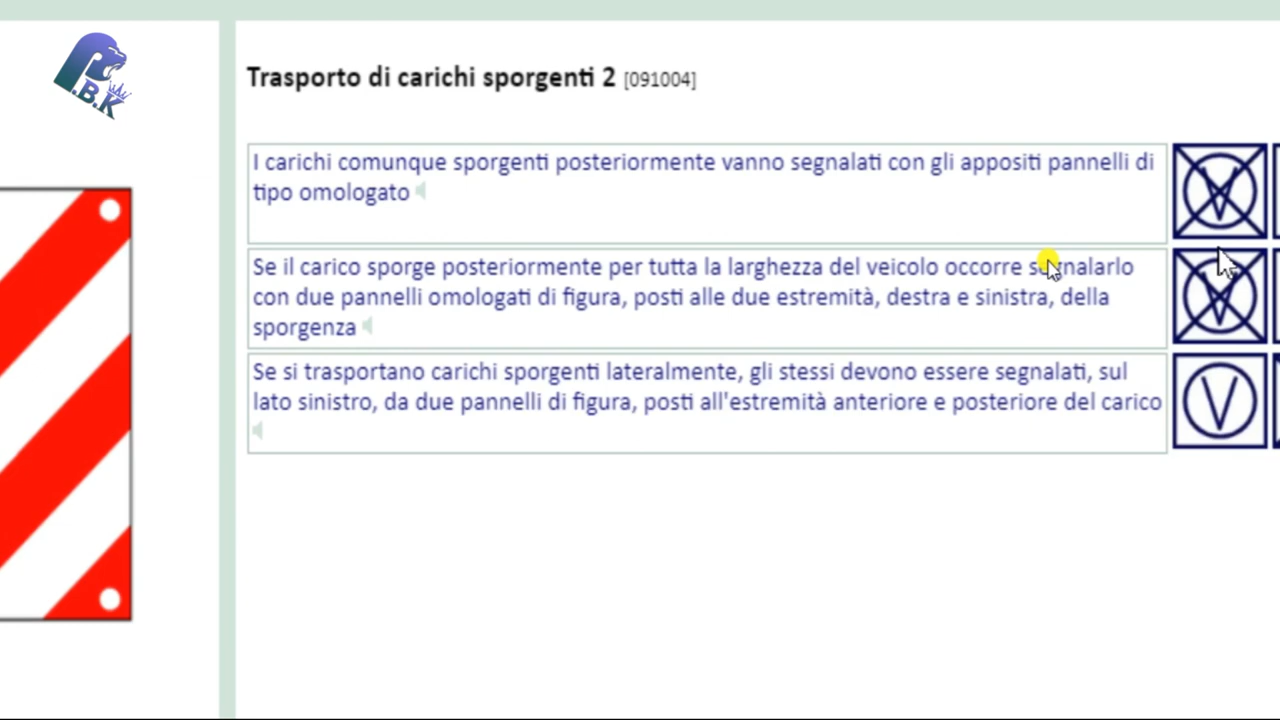 P.B.K
Trasporto di carichi sporgenti 2 [091004]
I carichi comunque sporgenti posteriormente vanno segnalati con gli appositi pannelli di
tipo omologato
V
Se il carico sporge posteriormente per tutta la larghezza del veicolo occorre segnalarlo
con due pannelli omologati di figura, posti alle due estremità, destra e sinistra, della
sporgenza
V
Se si trasportano carichi sporgenti lateralmente, gli stessi devono essere segnalati, sul
lato sinistro, da due pannelli di figura, posti all'estremità anteriore e posteriore del carico
V